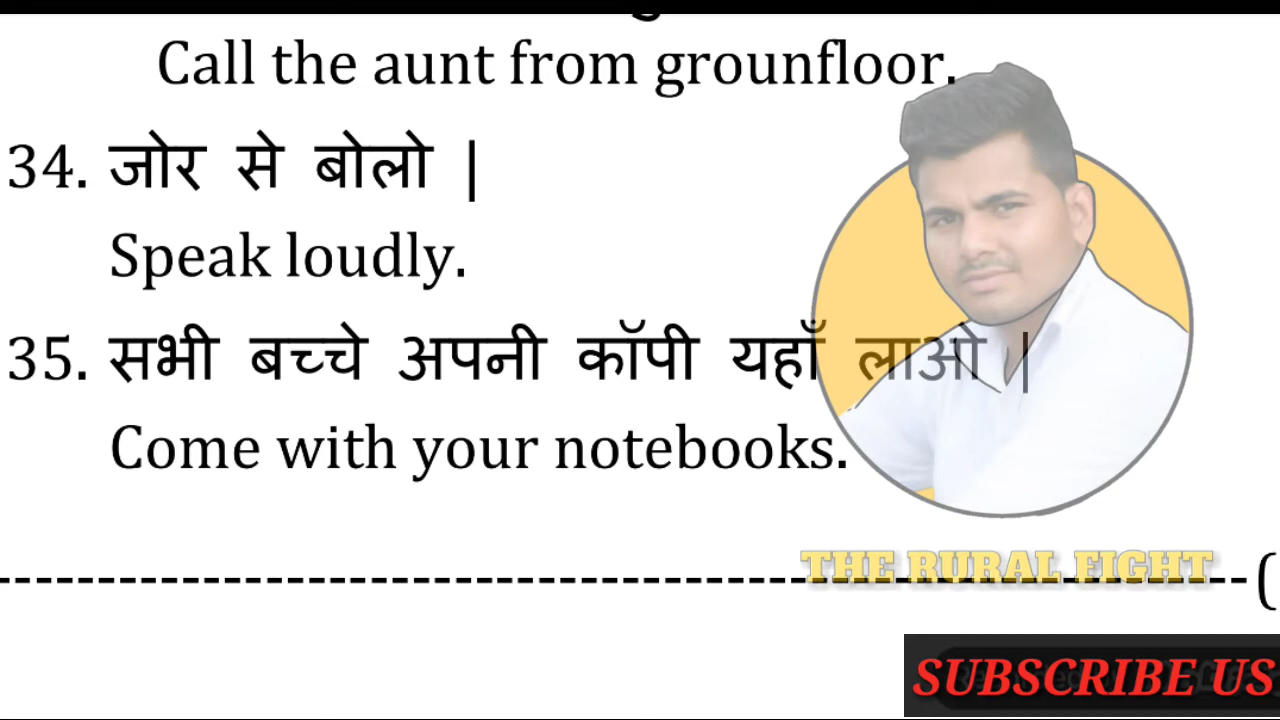 Call the aunt from grounfloor.
34. जोर से बोलो |
Speak loudly.
35. सभी बच्चे अपनी कॉपी यहाँ लाओ |
Come with your notebooks.
THE RURAL FIGHT
(
SUBSCRIBE US